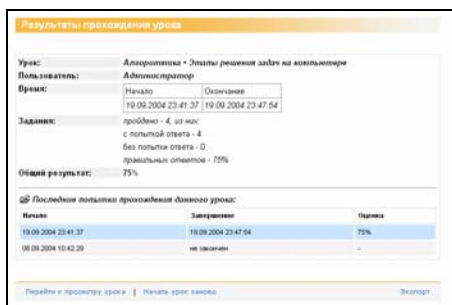 Результаты прохождения урока
Урок: Алгоритмика • Этапы решения задач на компьютере
Пользователь: Администратор
Время: Начало Окончание
19.09.2004 23:41:37 19.09.2004 23:47:54
Задания: пройдено - 4, из них:
с попыткой ответа - 4
без попытки ответа - 0
правильных ответов - 75%
Общий результат: 75%
Последние попытки прохождения данного урока:
Начало Завершение Оценка
19.09.2004 23:41:37 19.09.2004 23:47:54 75%
08.09.2004 10:42:29 не закончен -
Перейти к просмотру урока | Начать урок заново Экспорт